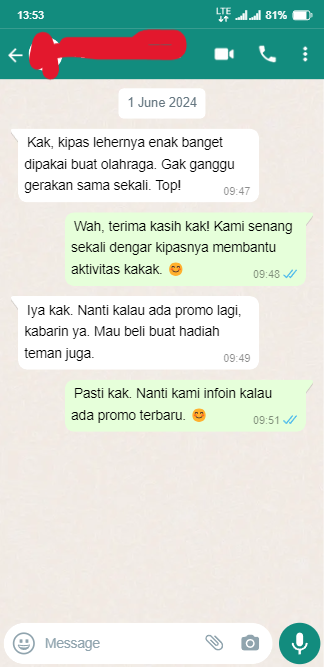 13:53
LTE
81%
1 June 2024
Kak, kipas lehernya enak banget
dipakai buat olahraga. Gak ganggu
gerakan sama sekali. Top!
09:47
Wah, terima kasih kak! Kami senang
sekali dengar kipasnya membantu
aktivitas kakak. 😊
09:48
Iya kak. Nanti kalau ada promo lagi,
kabarin ya. Mau beli buat hadiah
teman juga.
09:49
Pasti kak. Nanti kami infoin kalau
ada promo terbaru. 😊
09:51
Message